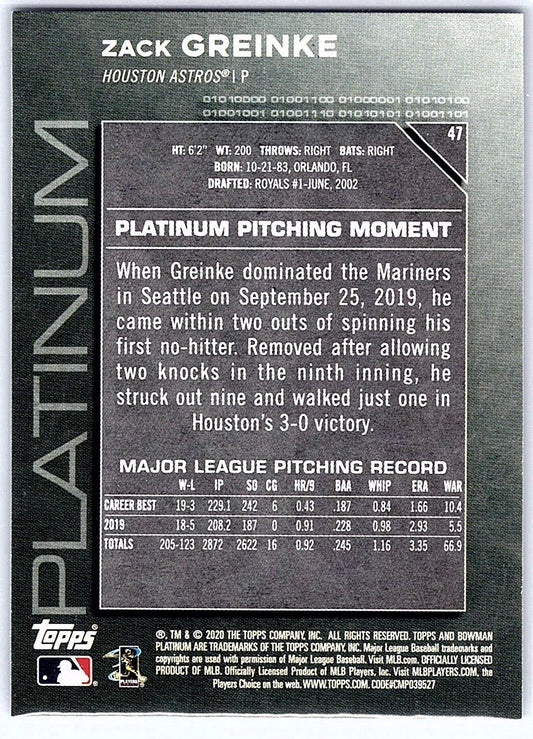 ZACK GREINKE
HOUSTON ASTROS® | P
01010000 01001100 01000001 01010100
01001001 01101110 01010101 01001101
47
HT: 6'2" WT: 200 THROWS: RIGHT BATS: RIGHT
BORN: 10-21-83, ORLANDO, FL
DRAFTED: ROYALS #1-JUNE, 2002
PLATINUM
PLATINUM PITCHING MOMENT
When Greinke dominated the Mariners
in Seattle on September 25, 2019, he
came within two outs of spinning his
first no-hitter. Removed after allowing
two knocks in the ninth inning, he
struck out nine and walked just one in
Houston's 3-0 victory.
MAJOR LEAGUE PITCHING RECORD
W-L IP SO CG HR/9 BAA WHIP ERA WAR
CAREER BEST 19-3 229.1 242 6 0.43 .187 0.84 1.66 10.4
2019 18-5 208.2 187 0 0.91 .228 0.98 2.93 5.5
TOTALS 205-123 2872 2622 16 0.92 .245 1.16 3.35 66.9
TOPPS
®, TM & © 2020 THE TOPPS COMPANY, INC. ALL RIGHTS RESERVED. TOPPS AND BOWMAN
PLATINUM ARE TRADEMARKS OF THE TOPPS COMPANY, INC. Major League Baseball trademarks and
copyrights are used with permission of Major League Baseball. Visit MLB.com. OFFICIALLY LICENSED
PRODUCT OF MLB. Officially Licensed Product of MLB Players, Inc. Visit MLBPLAYERS.com, the
Players Choice on the web. WWW.TOPPS.COM. CODE#CMP039527